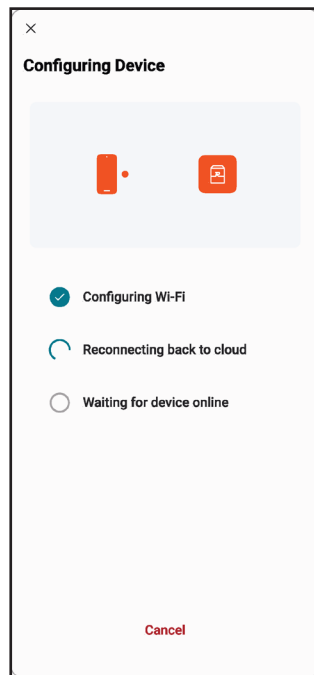 Configuring Device
Configuring Wi-Fi
Reconnecting back to cloud
Waiting for device online
Cancel